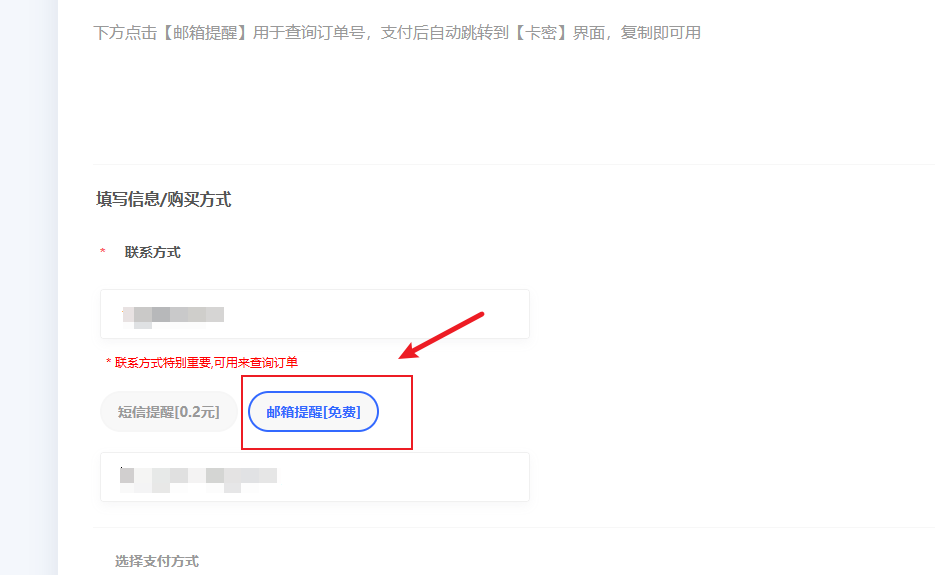 下方点击【邮箱提醒】用于查询订单号，支付后自动跳转到【卡密】界面，复制即可用
填写信息/购买方式
* 联系方式
* 联系方式特别重要,可用来查询订单
短信提醒[0.2元]
邮箱提醒[免费]
选择支付方式